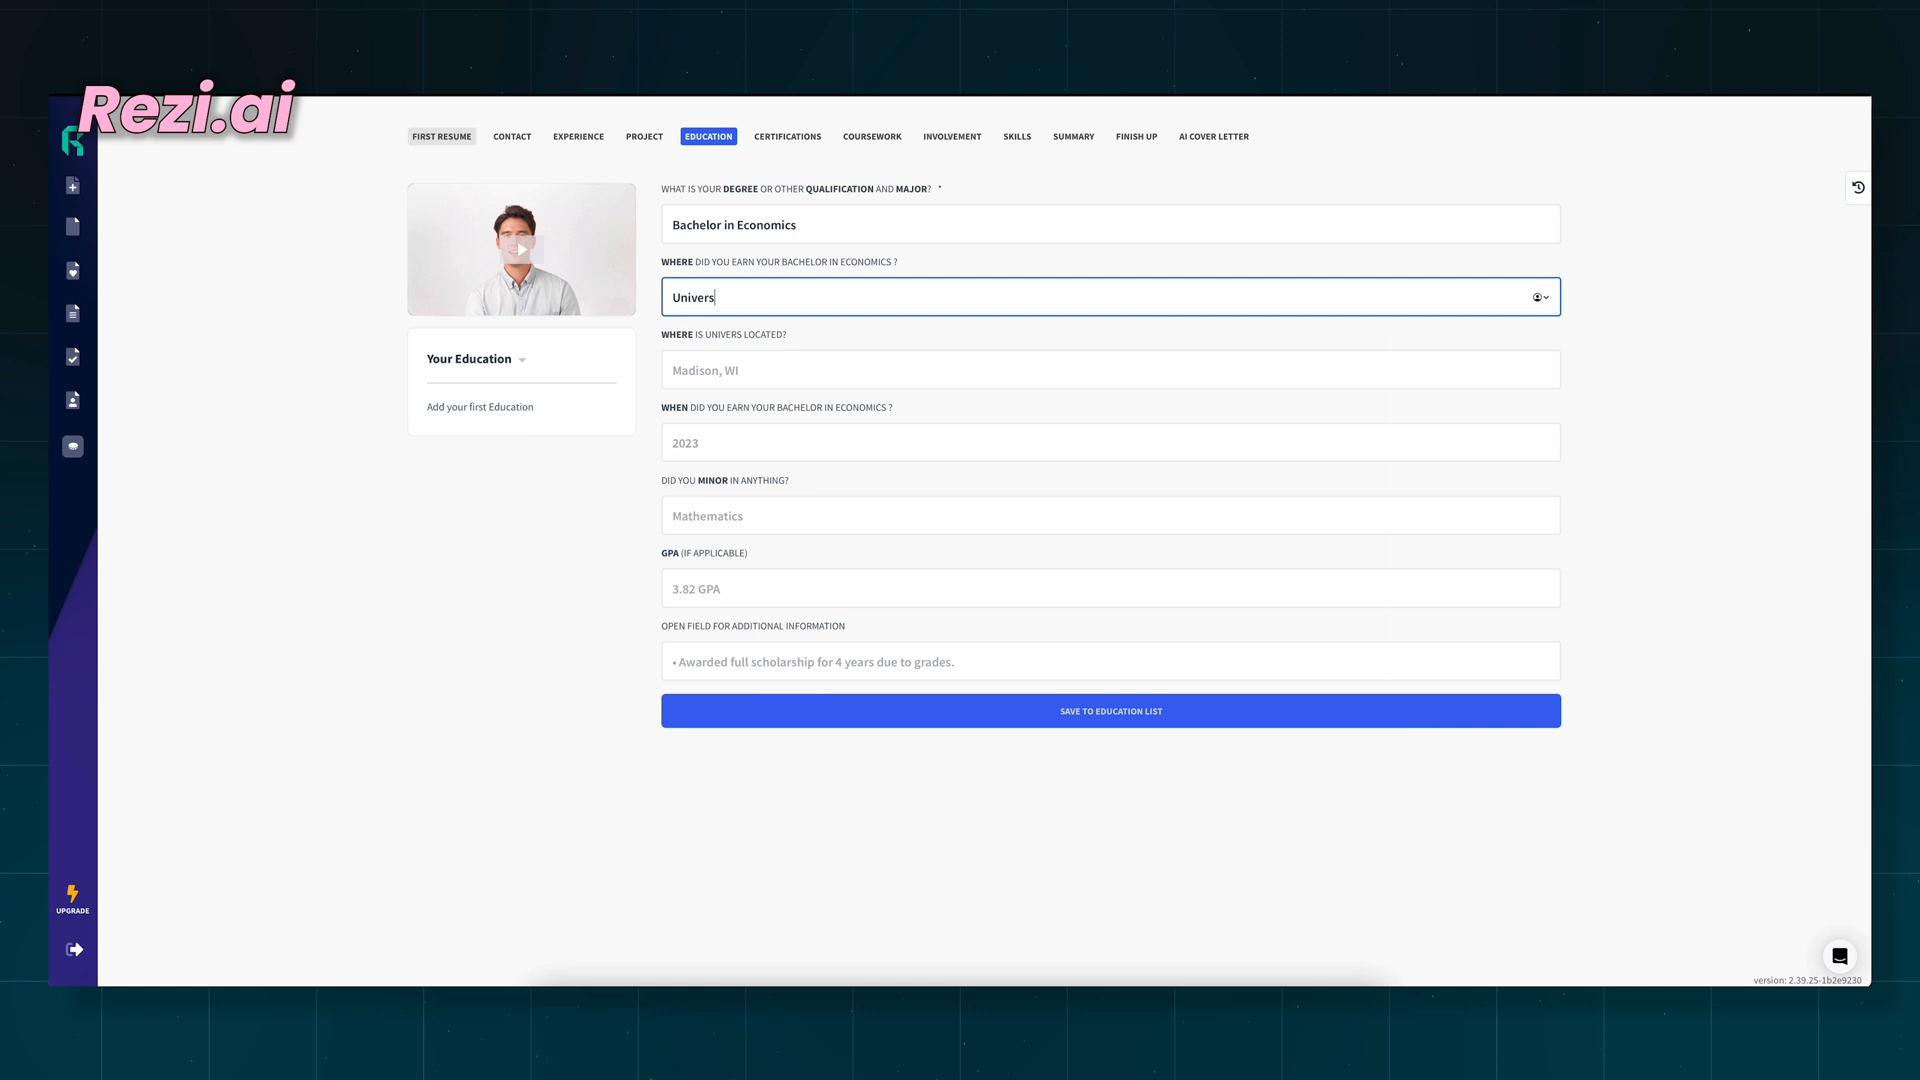 Rezi.ai
FIRST RESUME CONTACT EXPERIENCE PROJECT EDUCATION CERTIFICATIONS COURSEWORK INVOLVEMENT SKILLS SUMMARY FINISH UP AI COVER LETTER
WHAT IS YOUR DEGREE OR OTHER QUALIFICATION AND MAJOR? *
Bachelor in Economics
WHERE DID YOU EARN YOUR BACHELOR IN ECONOMICS ?
Univers
WHERE IS UNIVERS LOCATED?
Madison, WI
WHEN DID YOU EARN YOUR BACHELOR IN ECONOMICS ?
2023
DID YOU MINOR IN ANYTHING?
Mathematics
GPA (IF APPLICABLE)
3.82 GPA
OPEN FIELD FOR ADDITIONAL INFORMATION
• Awarded full scholarship for 4 years due to grades.
SAVE TO EDUCATION LIST
Your Education
Add your first Education
UPGRADE
version: 2.39.25-1b2e9230